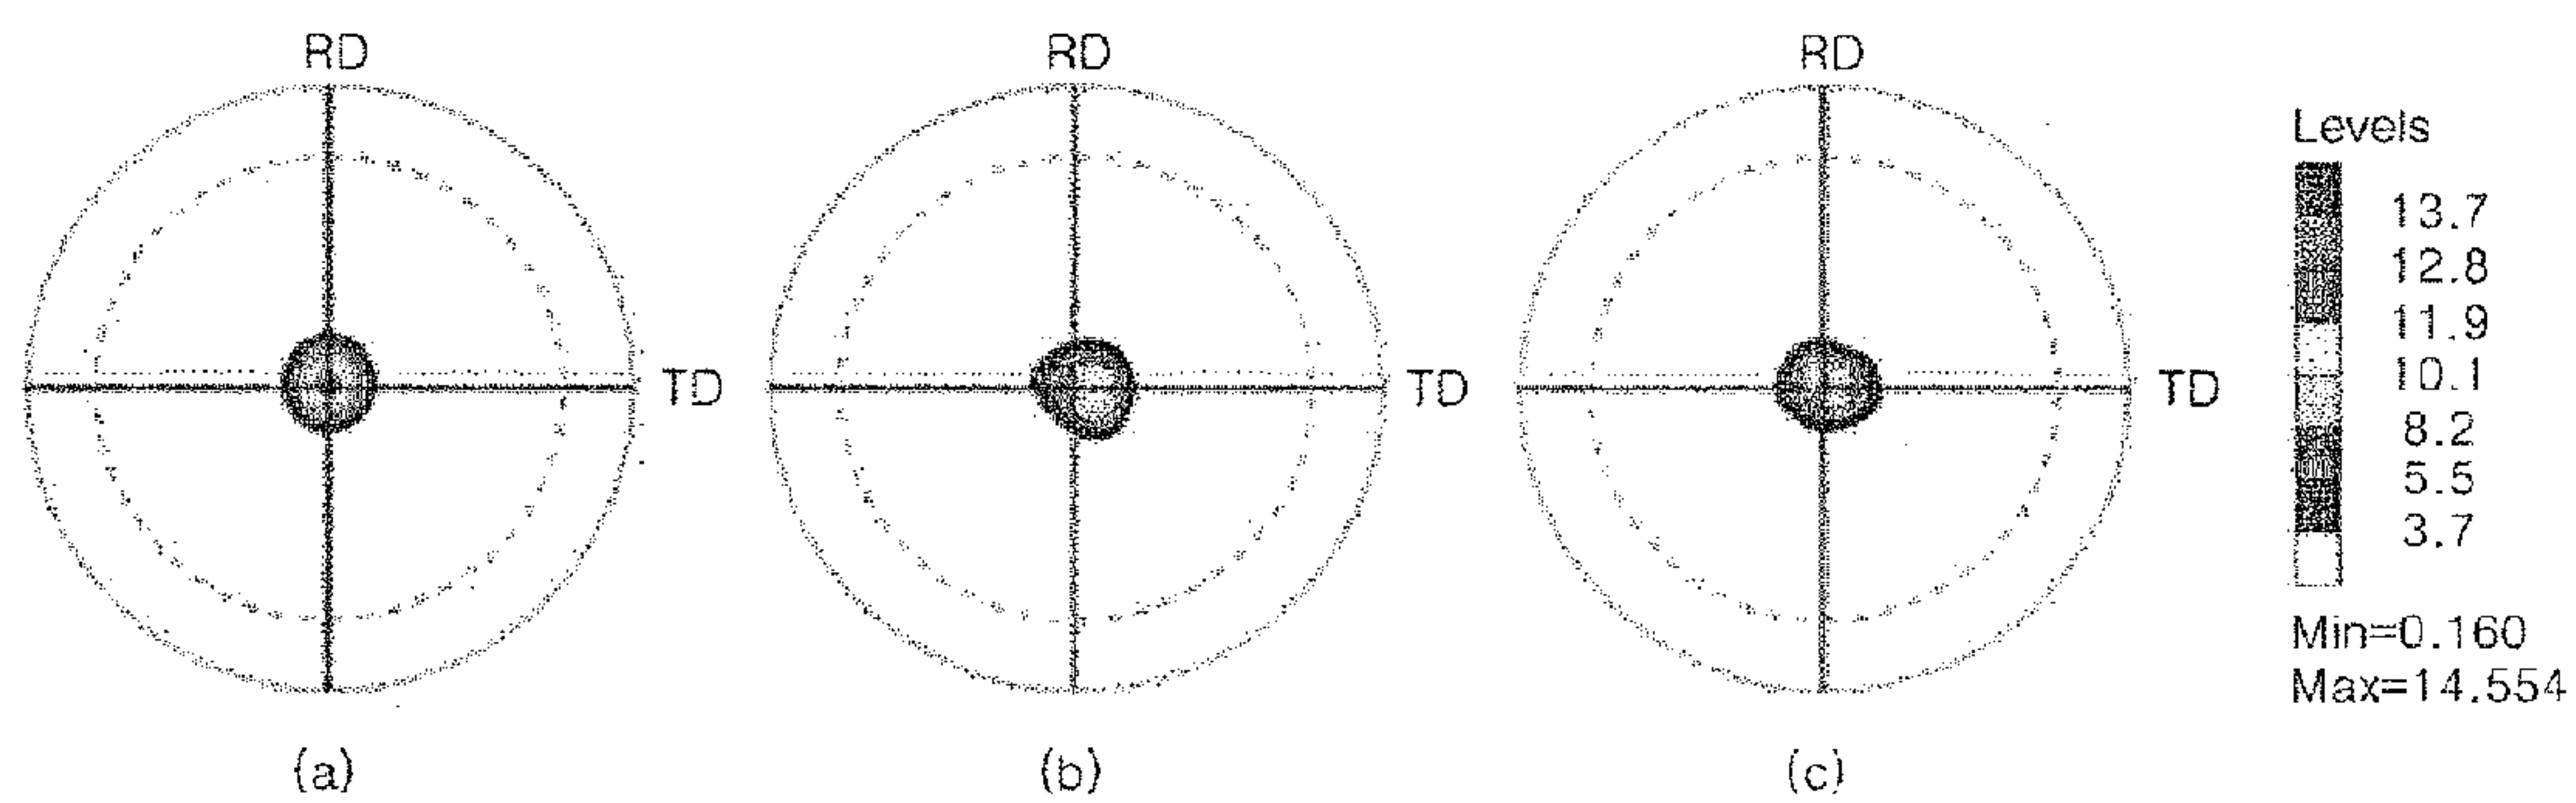 RD
RD
RD
TD
TD
TD
Levels
13.7
12.8
11.9
10.1
8.2
5.5
3.7
Min=0.160
Max=14.554
(a)
(b)
(c)